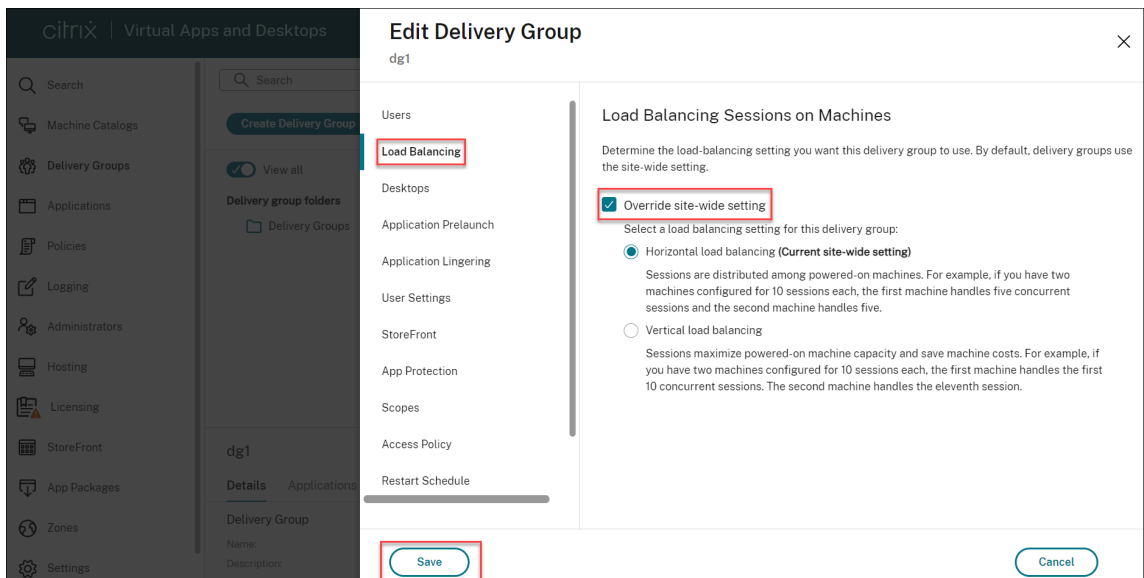 citrix | Virtual Apps and Desktops
Search
Machine Catalogs
Delivery Groups
Applications
Policies
Logging
Administrators
Hosting
Licensing
StoreFront
App Packages
Zones
Settings
Search
Create Delivery Group
View all
Delivery group folders
Delivery Groups
dg1
Details Applications
Delivery Group
Name:
Description:
Edit Delivery Group
dg1
Users
Load Balancing
Desktops
Application Prelaunch
Application Lingering
User Settings
StoreFront
App Protection
Scopes
Access Policy
Restart Schedule
Load Balancing Sessions on Machines
Determine the load-balancing setting you want this delivery group to use. By default, delivery groups use
the site-wide setting.
Override site-wide setting
Select a load balancing setting for this delivery group:
Horizontal load balancing (Current site-wide setting)
Sessions are distributed among powered-on machines. For example, if you have two
machines configured for 10 sessions each, the first machine handles five concurrent
sessions and the second machine handles five.
Vertical load balancing
Sessions maximize powered-on machine capacity and save machine costs. For example, if
you have two machines configured for 10 sessions each, the first machine handles the first
10 concurrent sessions. The second machine handles the eleventh session.
Save
Cancel